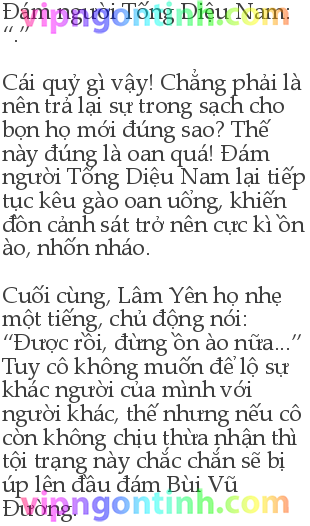 Đám người Tống Diệu Nam:
“.”
Cái quỷ gì vậy! Chẳng phải là
nên trả lại sự trong sạch cho
bọn họ mới đúng sao? Thế
này đúng là oan quá! Đám
người Tống Diệu Nam lại tiếp
tục kêu gào oan uổng, khiến
đồn cảnh sát trở nên cực kì ồn
ào, nhốn nháo.
Cuối cùng, Lâm Yên họ nhẹ
một tiếng, chủ động nói:
“Được rồi, đừng ồn ào nữa...”
Tuy cô không muốn để lộ sự
khác người của mình với
người khác, thế nhưng nếu cô
còn không chịu thừa nhận thì
tội trạng này chắc chắn sẽ bị
úp lên đầu đám Bùi Vũ
Đường.
vipngontinh.com
vipngontinh.com